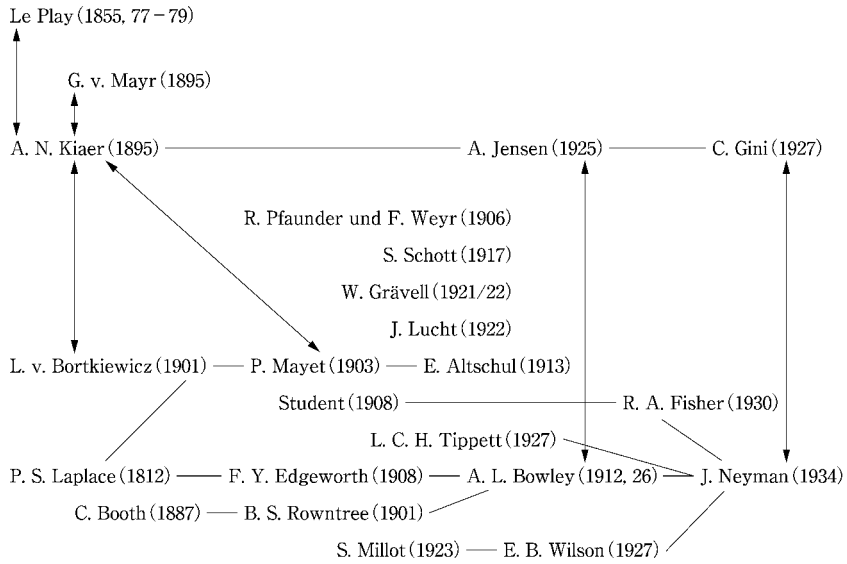 Le Play (1855, 77－79)
G. v. Mayr (1895)
A. N. Kiaer (1895) A. Jensen (1925) C. Gini (1927)
R. Pfaunder und F. Weyr (1906)
S. Schott (1917)
W. Grävell (1921/22)
J. Lucht (1922)
L. v. Bortkiewicz (1901) P. Mayet (1903) E. Altschul (1913)
Student (1908) R. A. Fisher (1930)
L. C. H. Tippett (1927)
P. S. Laplace (1812) F. Y. Edgeworth (1908) A. L. Bowley (1912, 26) J. Neyman (1934)
C. Booth (1887) B. S. Rowntree (1901)
S. Millot (1923) E. B. Wilson (1927)